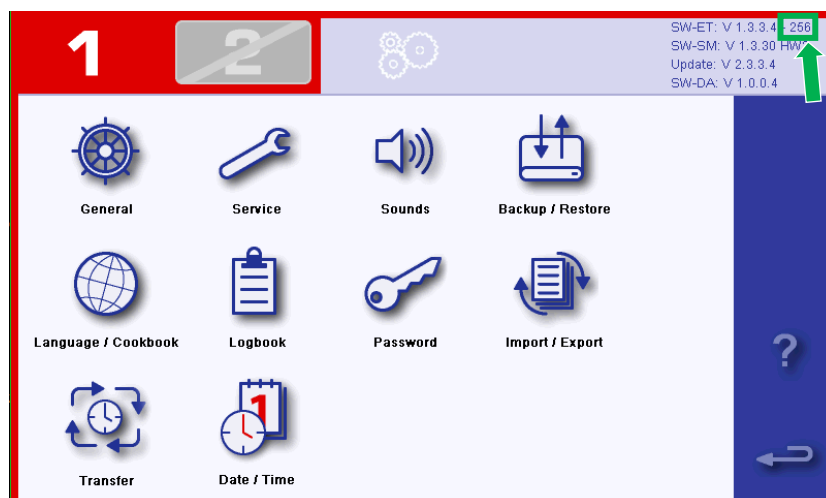 1
2
SW-ET: V 1.3.3.4 - 256
SW-SM: V 1.3.30
Update: V 2.3.3.4
SW-DA: V 1.0.0.4
General
Service
Sounds
Backup / Restore
Language / Cookbook
Logbook
Password
Import / Export
1
Transfer
Date / Time
?